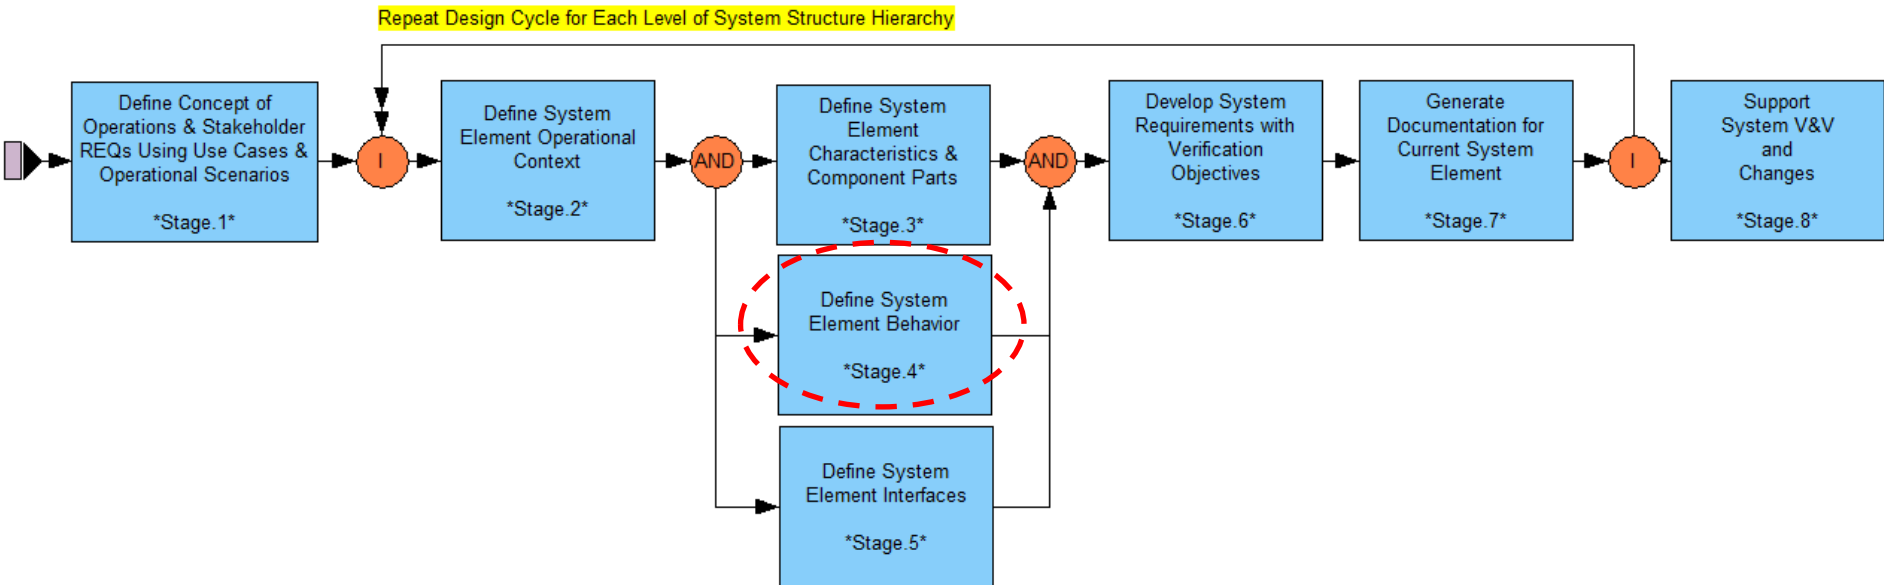 Repeat Design Cycle for Each Level of System Structure Hierarchy
Define Concept of
Operations & Stakeholder
REQs Using Use Cases &
Operational Scenarios
*Stage.1*
I
Define System
Element Operational
Context
*Stage.2*
AND
Define System
Element
Characteristics &
Component Parts
*Stage.3*
Define System
Element Behavior
*Stage.4*
Define System
Element Interfaces
*Stage.5*
AND
Develop System
Requirements with
Verification
Objectives
*Stage.6*
Generate
Documentation for
Current System
Element
*Stage.7*
I
Support
System V&V
and
Changes
*Stage.8*